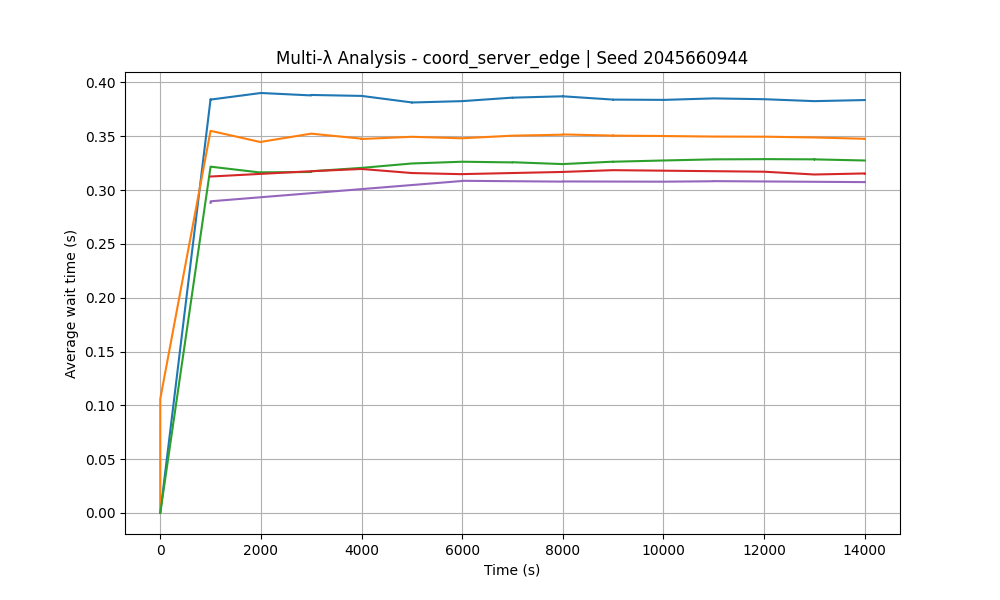 Multi-λ Analysis - coord_server_edge | Seed 2045660944
Average wait time (s)
0.40
0.35
0.30
0.25
0.20
0.15
0.10
0.05
0.00
0 2000 4000 6000 8000 10000 12000 14000
Time (s)